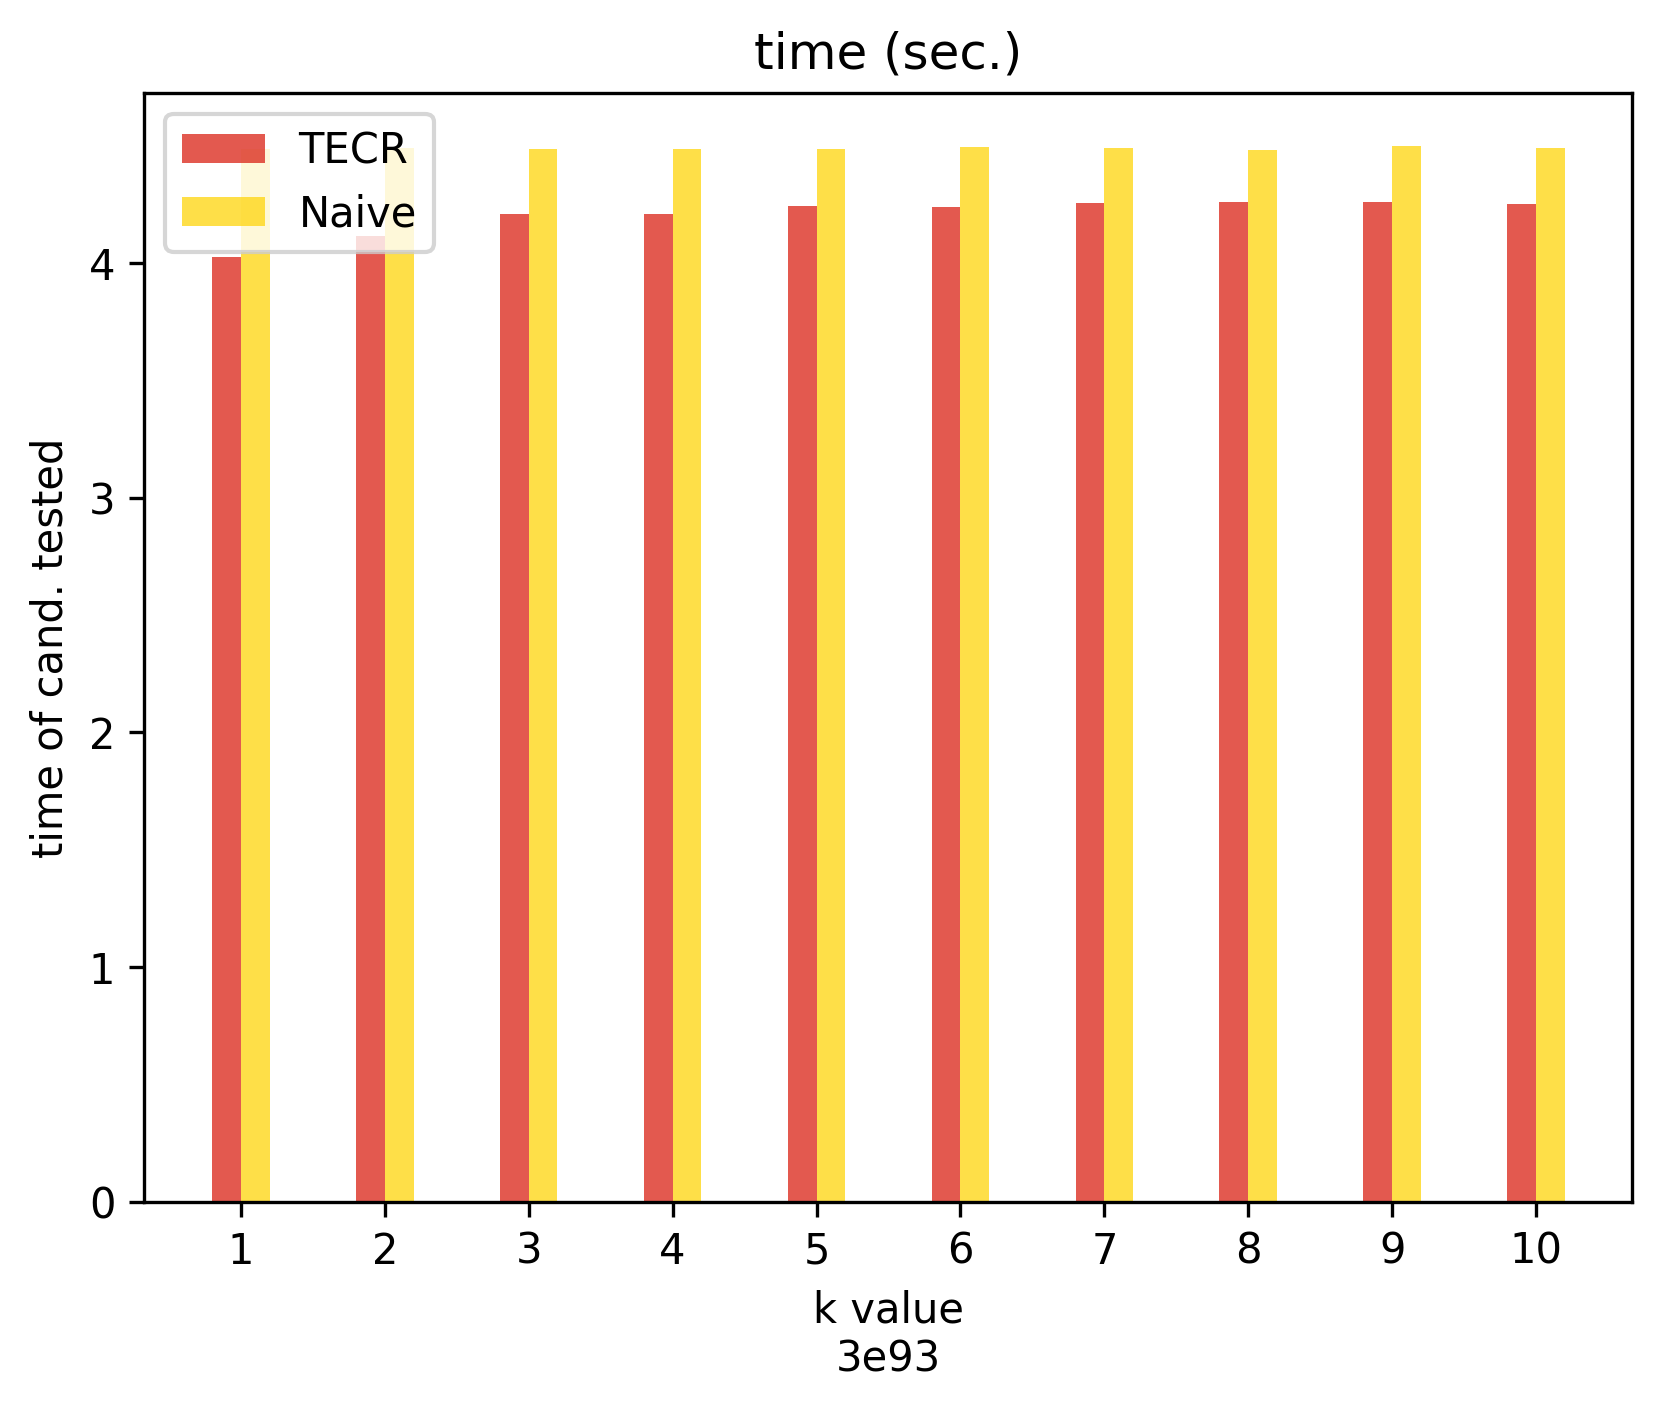 time (sec.)
TECR
Naive
time of cand. tested
4
3
2
1
0
1 2 3 4 5 6 7 8 9 10
k value
3e93